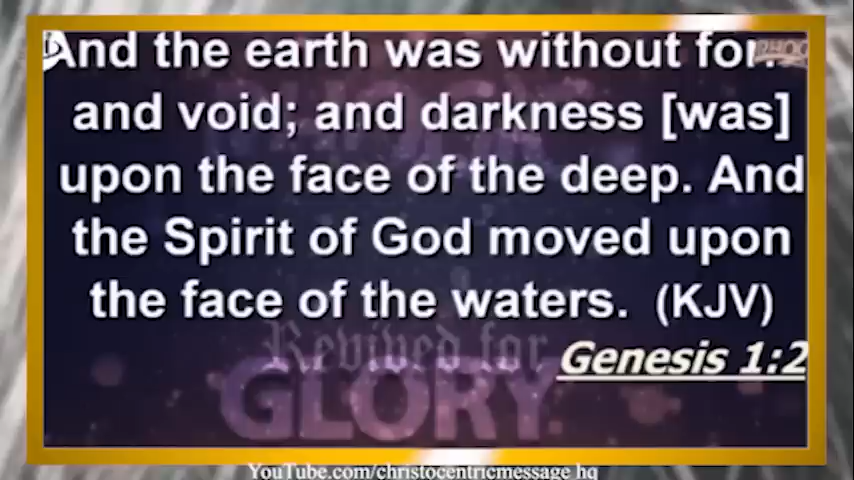 And the earth was without for
and void; and darkness [was]
upon the face of the deep. And
the Spirit of God moved upon
the face of the waters. (KJV)
Revived for
Genesis 1:2
GLORY
YouTube.com/christocentricmessage hq